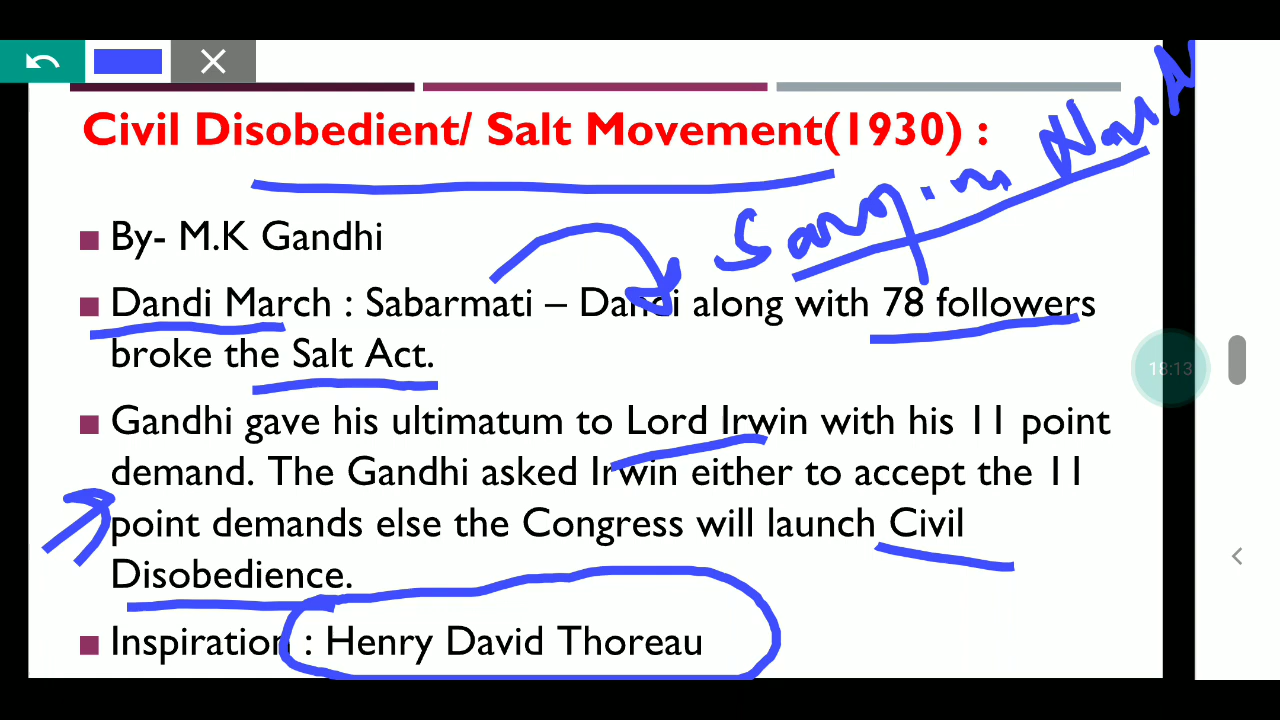 Civil Disobedient/ Salt Movement(1930) :
By- M.K Gandhi
Dandi March : Sabarmati – Dandi along with 78 followers
broke the Salt Act.
Gandhi gave his ultimatum to Lord Irwin with his 11 point
demand. The Gandhi asked Irwin either to accept the 11
point demands else the Congress will launch Civil
Disobedience.
Inspiration : Henry David Thoreau
18:13